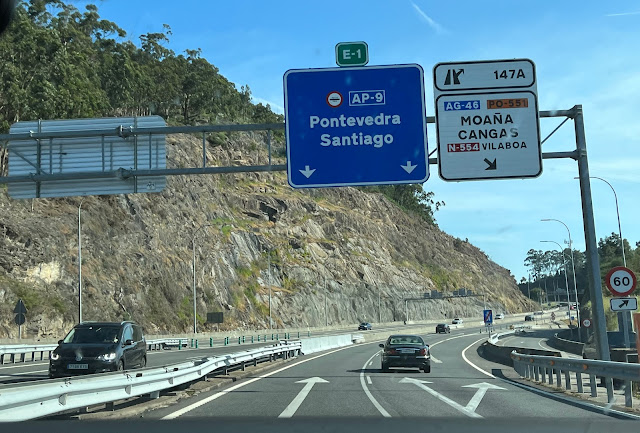 E-1
AP-9
Pontevedra
Santiago
147A
AG-46 PO-551
MOAÑA
CANGAS
N-554 VILABOA
60